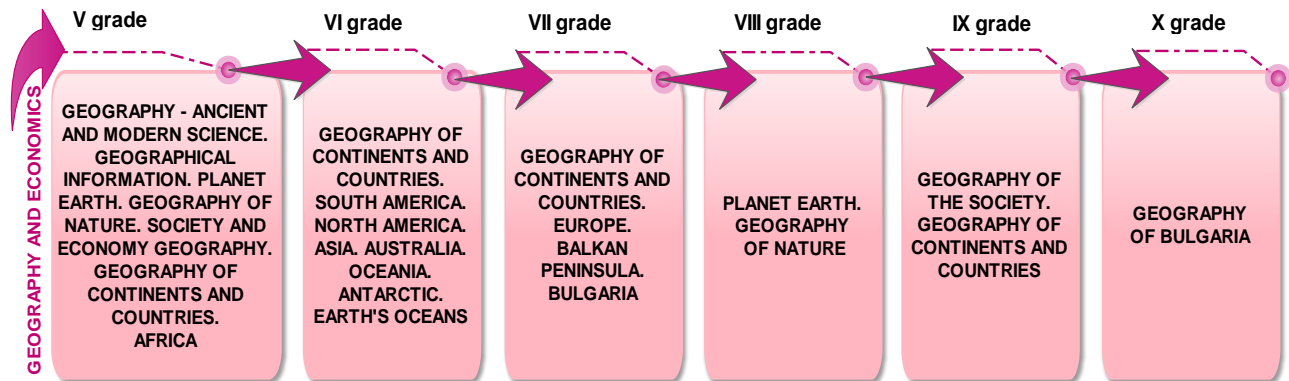 V grade
VI grade
VII grade
VIII grade
IX grade
X grade
GEOGRAPHY AND ECONOMICS
GEOGRAPHY - ANCIENT
AND MODERN SCIENCE.
GEOGRAPHICAL
INFORMATION. PLANET
EARTH. GEOGRAPHY OF
NATURE. SOCIETY AND
ECONOMY GEOGRAPHY.
GEOGRAPHY OF
CONTINENTS AND
COUNTRIES.
AFRICA
GEOGRAPHY OF
CONTINENTS AND
COUNTRIES.
SOUTH AMERICA.
NORTH AMERICA.
ASIA. AUSTRALIA.
OCEANIA.
ANTARCTIC.
EARTH'S OCEANS
GEOGRAPHY OF
CONTINENTS AND
COUNTRIES.
EUROPE.
BALKAN
PENINSULA.
BULGARIA
PLANET EARTH.
GEOGRAPHY
OF NATURE
GEOGRAPHY OF
THE SOCIETY.
GEOGRAPHY OF
CONTINENTS AND
COUNTRIES
GEOGRAPHY
OF BULGARIA